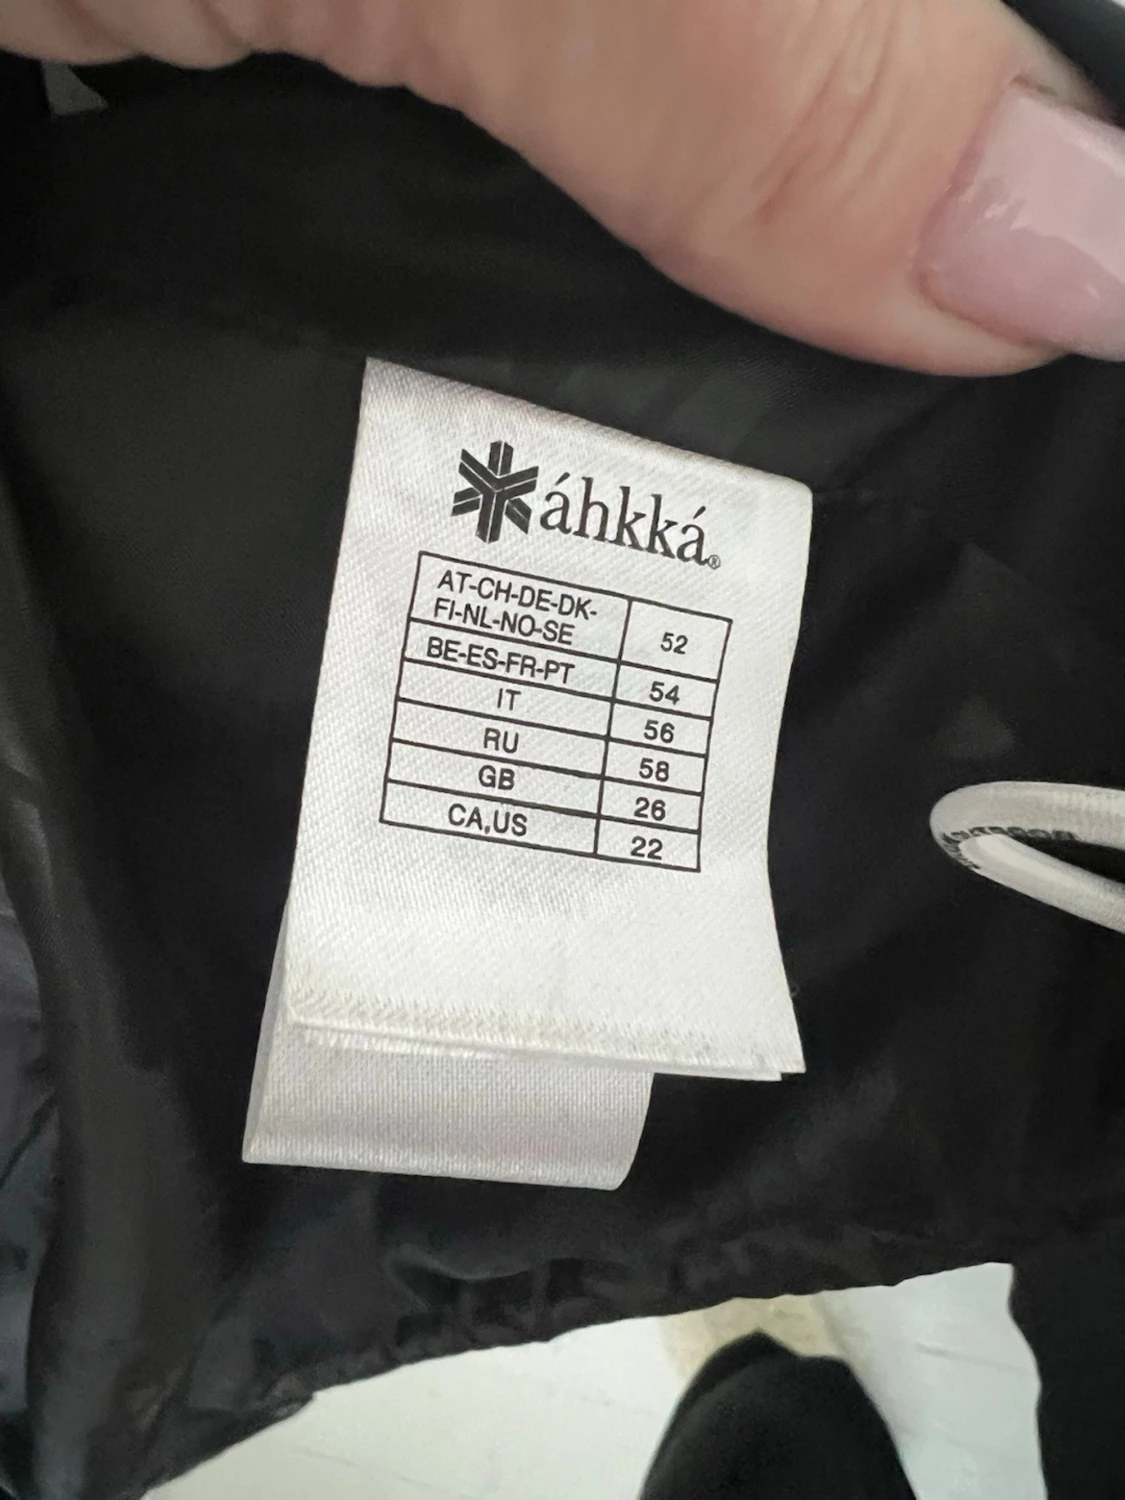 áhkká®
AT-CH-DE-DK-
FI-NL-NO-SE 52
BE-ES-FR-PT 54
IT 56
RU 58
GB 26
CA,US 22